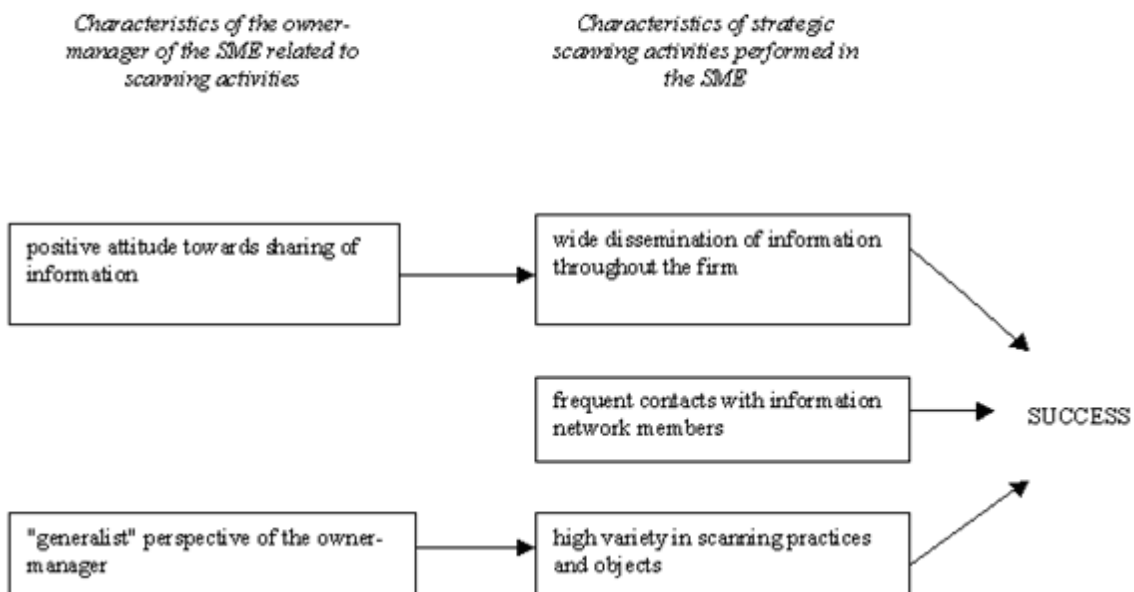 Characteristics of the owner-
manager of the SME related to
scanning activities
Characteristics of strategic
scanning activities performed in
the SME
positive attitude towards sharing of
information
wide dissemination of information
throughout the firm
frequent contacts with information
network members
SUCCESS
"generalist" perspective of the owner-
manager
high variety in scanning practices
and objects